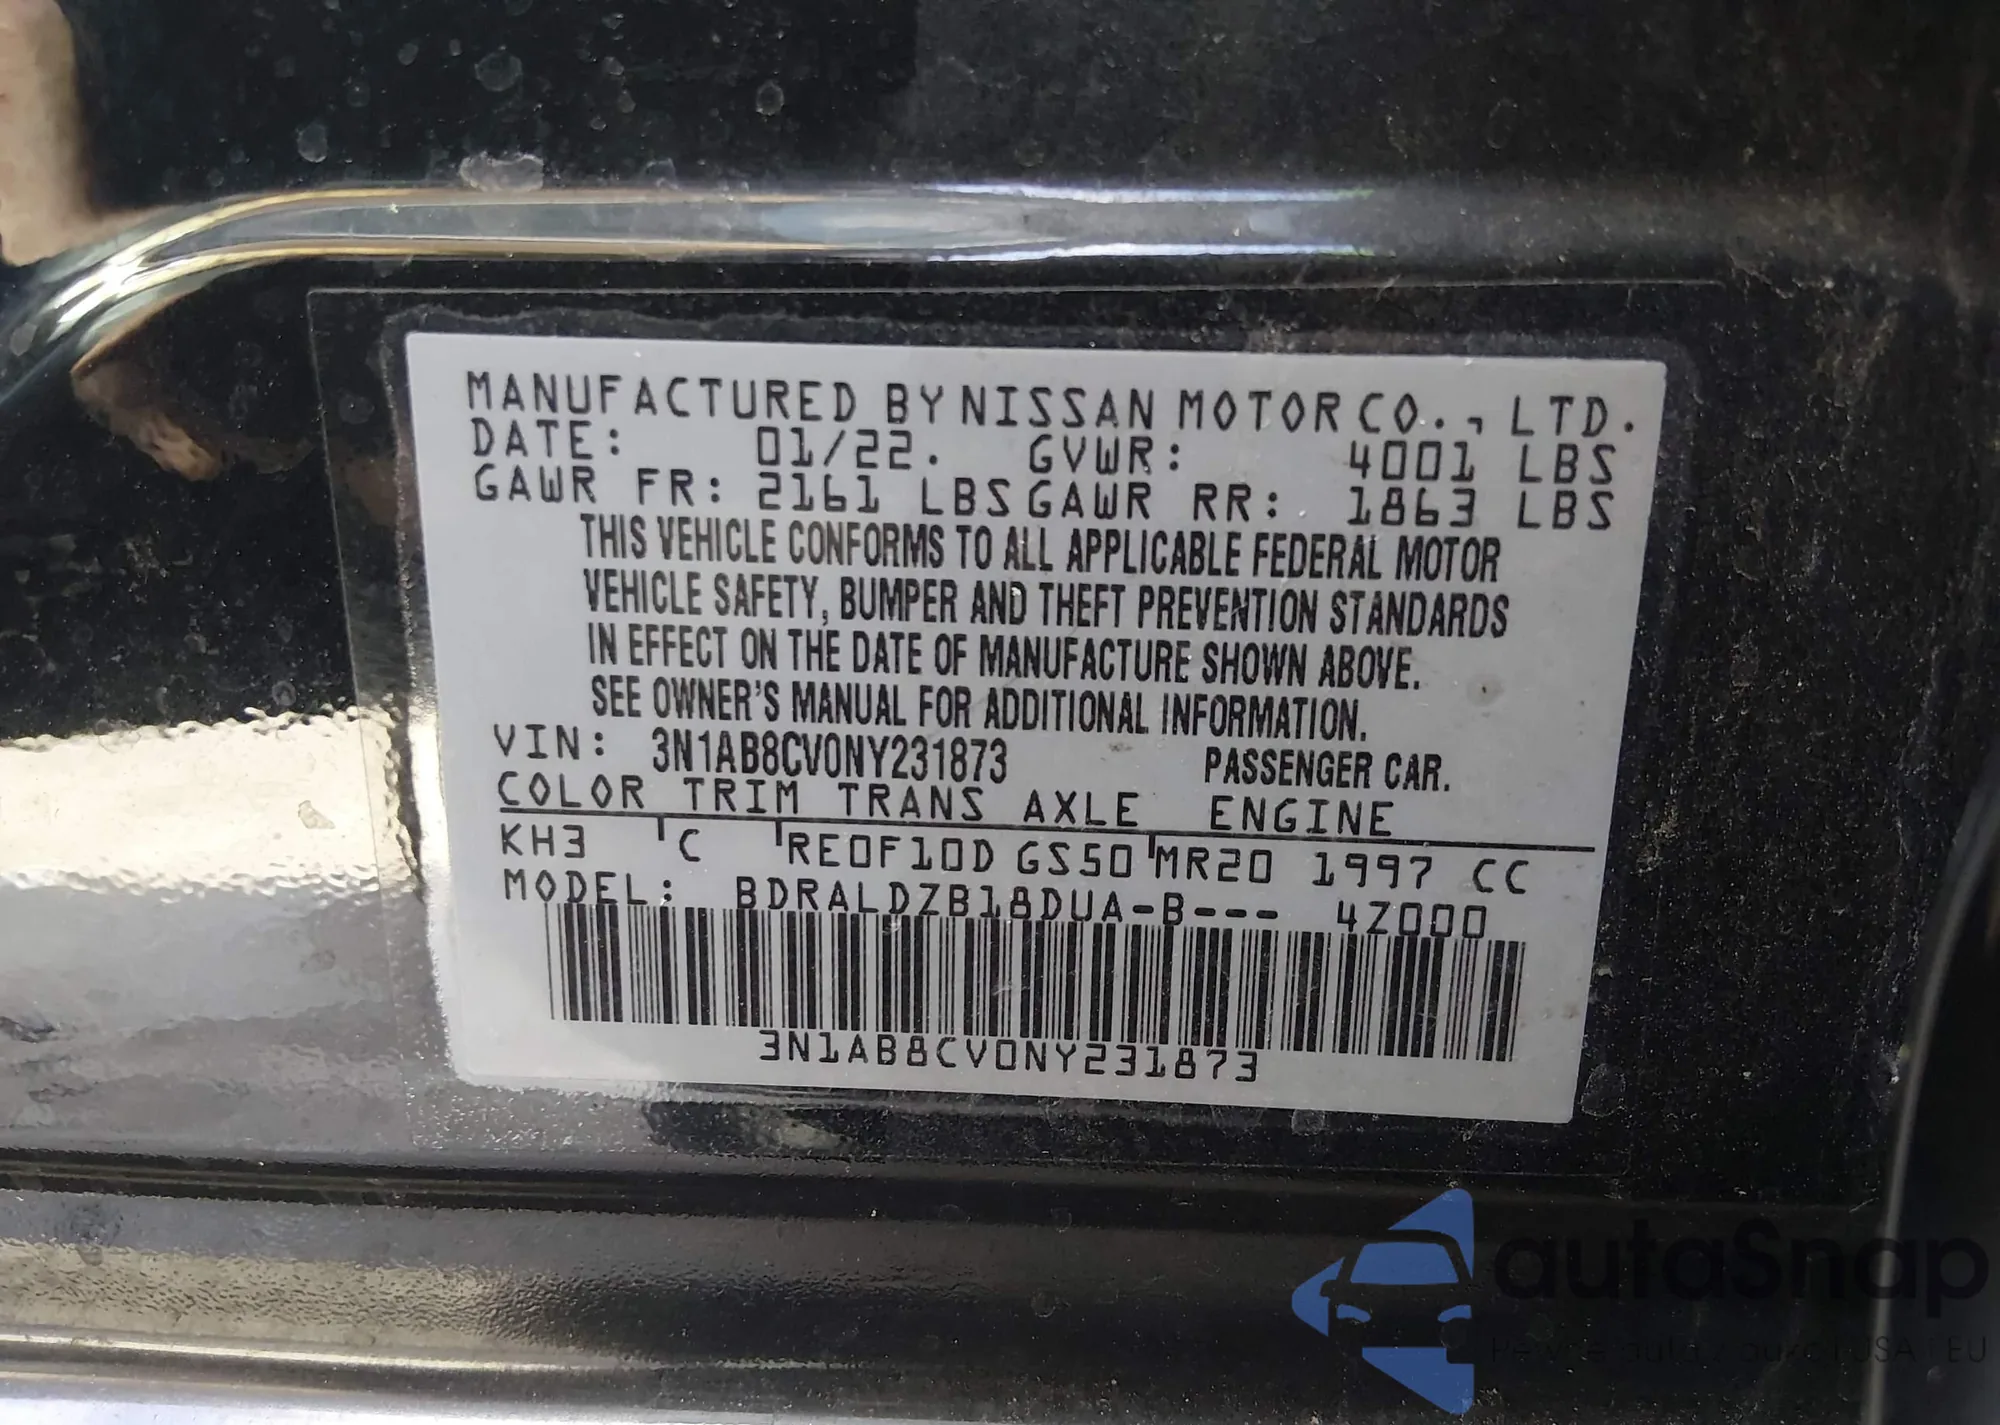 MANUFACTURED BY NISSAN MOTOR CO., LTD.
DATE: 01/22. GVWR: 4001 LBS
GAWR FR: 2161 LBS GAWR RR: 1863 LBS
THIS VEHICLE CONFORMS TO ALL APPLICABLE FEDERAL MOTOR
VEHICLE SAFETY, BUMPER AND THEFT PREVENTION STANDARDS
IN EFFECT ON THE DATE OF MANUFACTURE SHOWN ABOVE.
SEE OWNER'S MANUAL FOR ADDITIONAL INFORMATION.
VIN: 3N1AB8CV0NY231873 PASSENGER CAR.
COLOR TRIM TRANS AXLE ENGINE
KH3 C RE0F10D GS50 MR20 1997 CC
MODEL: BDRALDZB18DUA-B--- 4Z000
3N1AB8CV0NY231873
autaSnap
USA EU